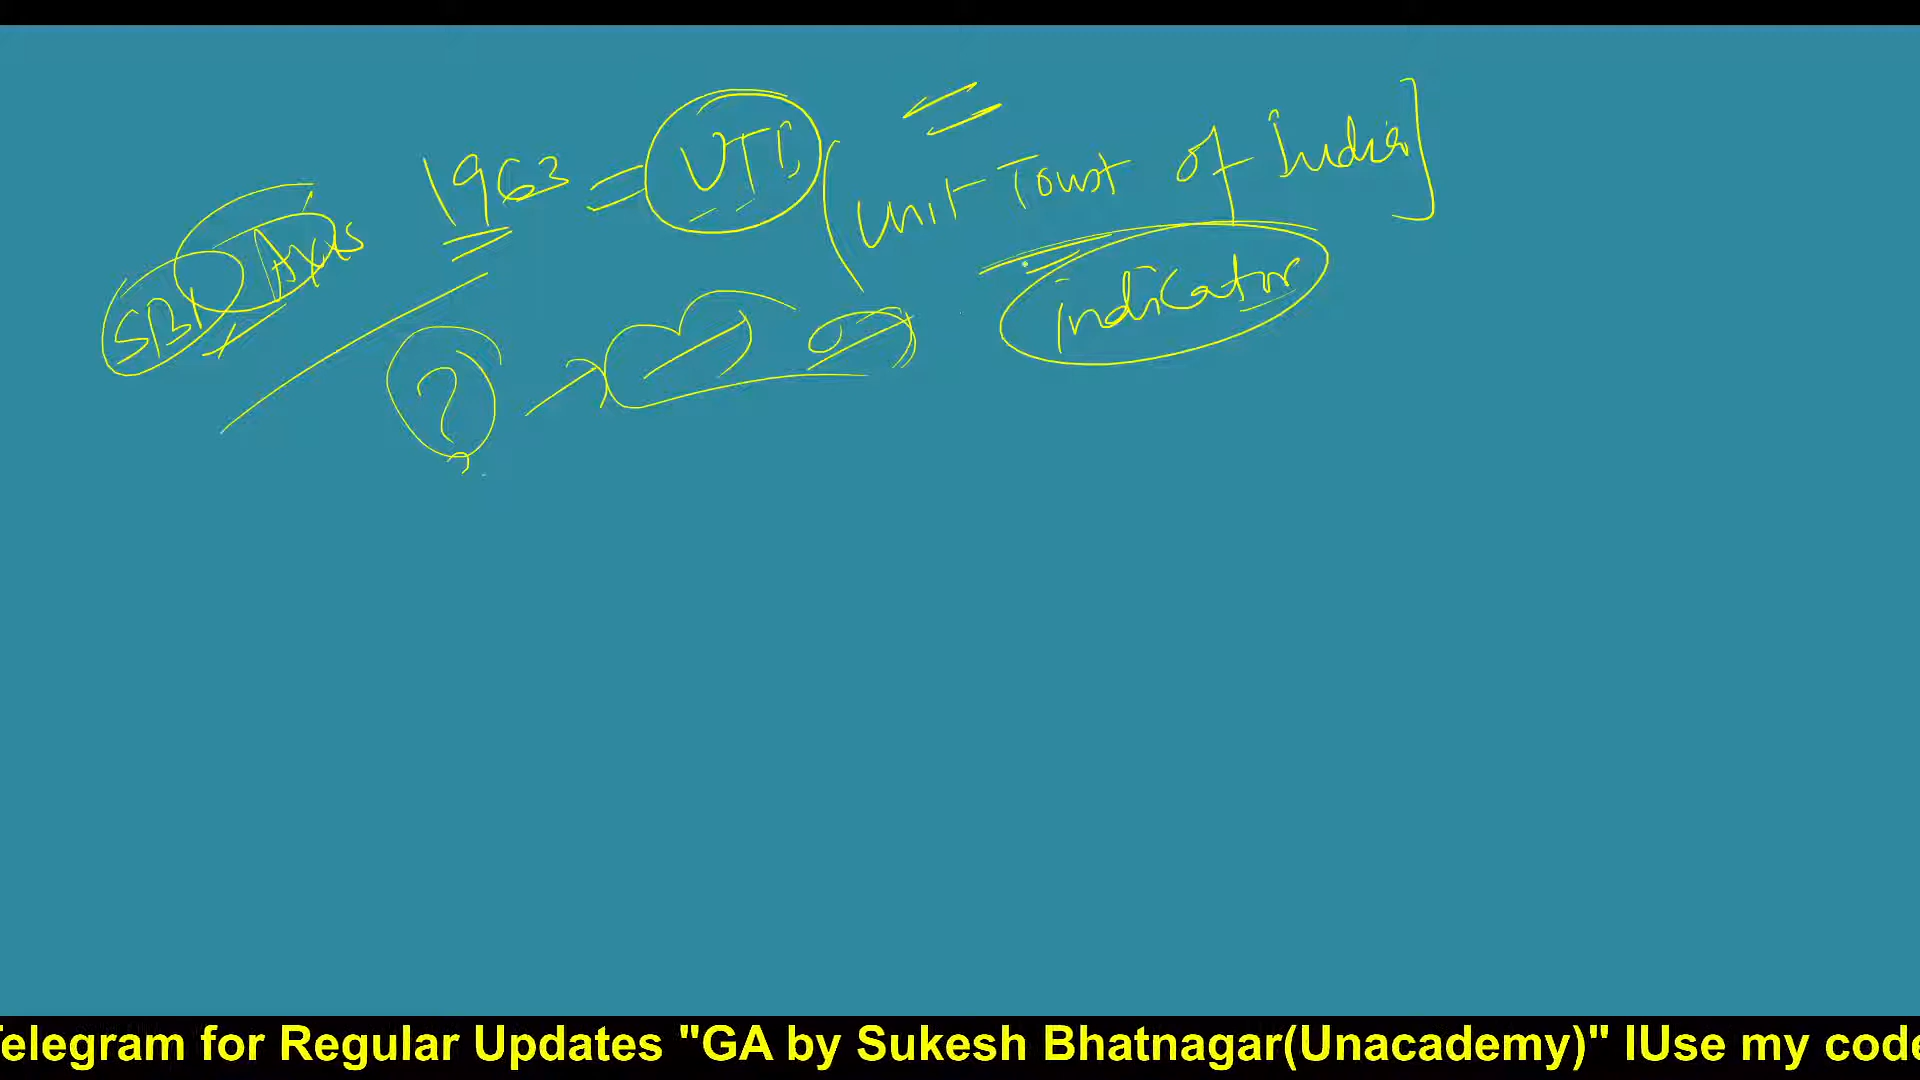 1963 = UTI (Unit Trust of India]
SBI Axis
indicator
?
Telegram for Regular Updates "GA by Sukesh Bhatnagar(Unacademy)" lUse my code